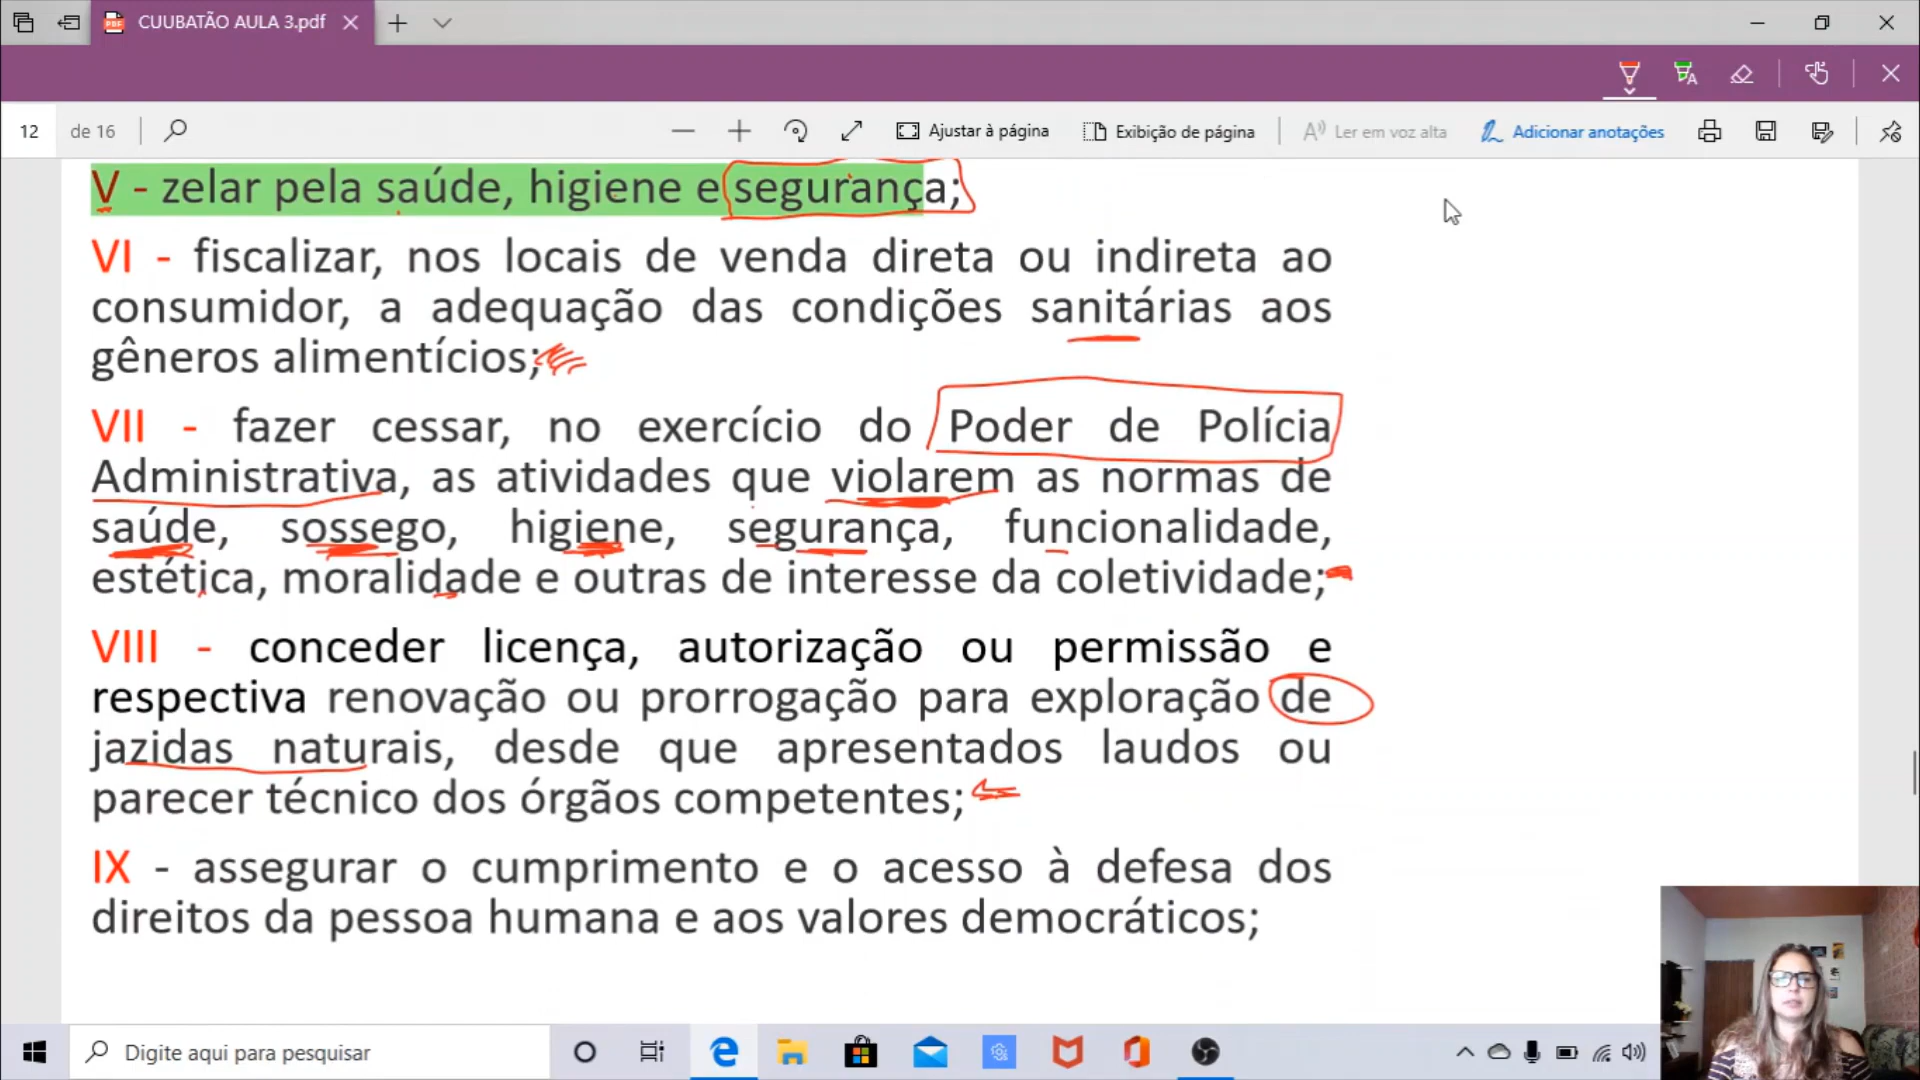 CUUBATÃO AULA 3.pdf
12 de 16
Ajustar à página
Exibição de página
Ler em voz alta
Adicionar anotações
V - zelar pela saúde, higiene e segurança;
VI - fiscalizar, nos locais de venda direta ou indireta ao
consumidor, a adequação das condições sanitárias aos
gêneros alimentícios;
VII - fazer cessar, no exercício do Poder de Polícia
Administrativa, as atividades que violarem as normas de
saúde, sossego, higiene, segurança, funcionalidade,
estética, moralidade e outras de interesse da coletividade;
VIII - conceder licença, autorização ou permissão e
respectiva renovação ou prorrogação para exploração de
jazidas naturais, desde que apresentados laudos ou
parecer técnico dos órgãos competentes;
IX - assegurar o cumprimento e o acesso à defesa dos
direitos da pessoa humana e aos valores democráticos;
Digite aqui para pesquisar